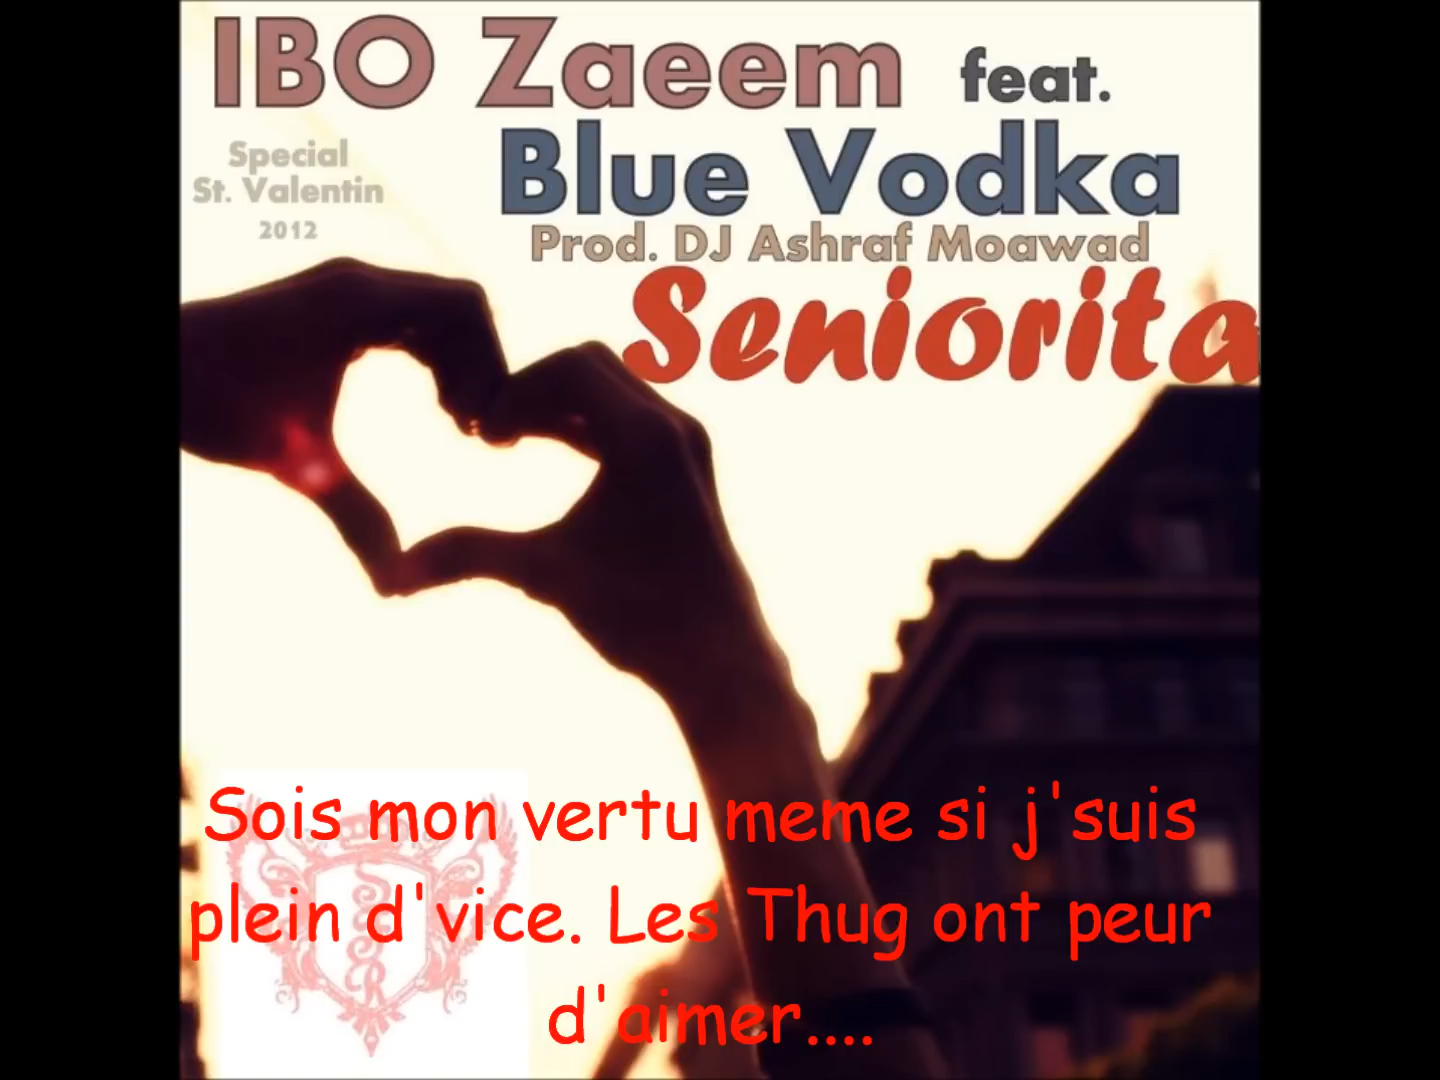 IBO Zaeem feat.
Special
St. Valentin
2012
Blue Vodka
Prod. DJ Ashraf Moawad
Seniorita
Sois mon vertu meme si j'suis
plein d'vice. Les Thug ont peur
d'aimer....